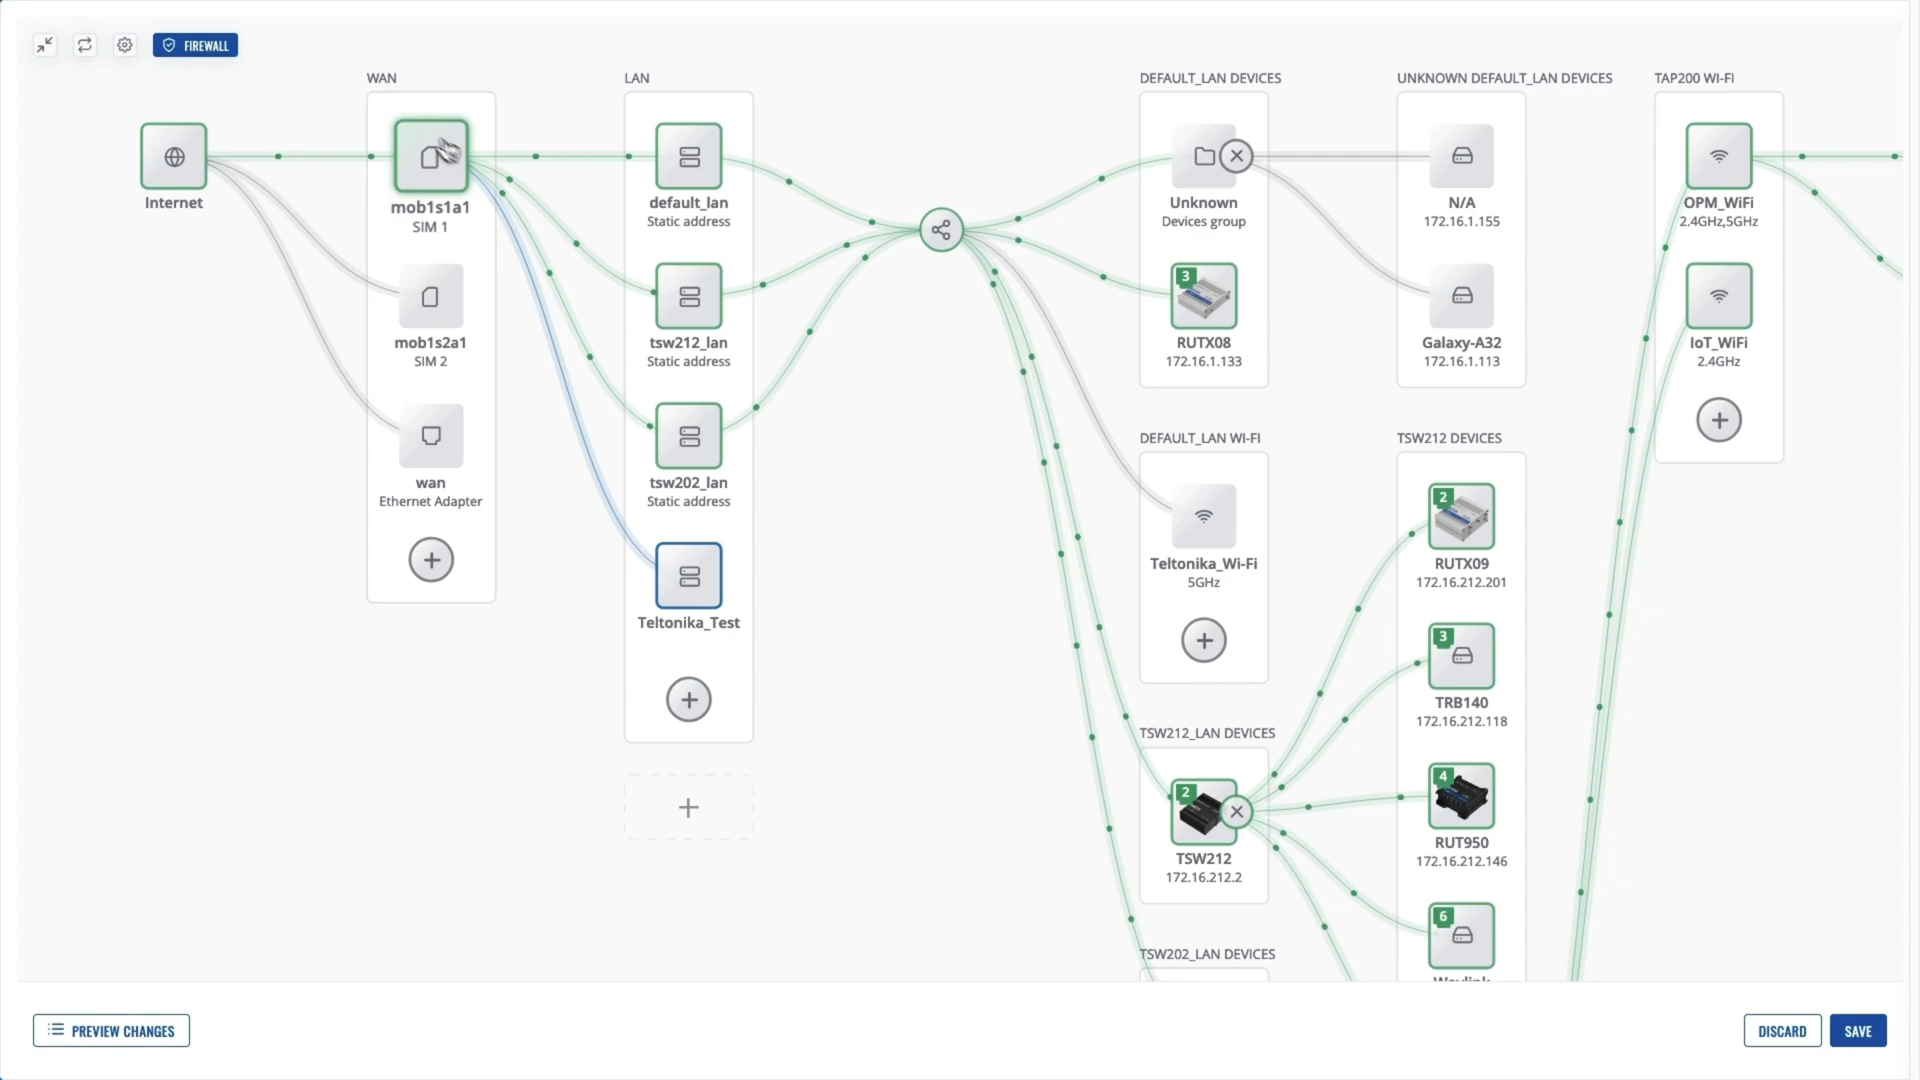 FIREWALL
WAN
LAN
DEFAULT_LAN DEVICES
UNKNOWN DEFAULT_LAN DEVICES
TAP200 WI-FI
Internet
mob1s1a1
SIM 1
mob1s2a1
SIM 2
wan
Ethernet Adapter
default_lan
Static address
tsw212_lan
Static address
tsw202_lan
Static address
Teltonika_Test
Unknown
Devices group
3
RUTX08
172.16.1.133
N/A
172.16.1.155
Galaxy-A32
172.16.1.113
OPM_WiFi
2.4GHz,5GHz
IoT_WiFi
2.4GHz
DEFAULT_LAN WI-FI
Teltonika_Wi-Fi
5GHz
TSW212 DEVICES
2
RUTX09
172.16.212.201
3
TRB140
172.16.212.118
4
RUT950
172.16.212.146
6
TSW212_LAN DEVICES
2
TSW212
172.16.212.2
TSW202_LAN DEVICES
PREVIEW CHANGES
DISCARD
SAVE